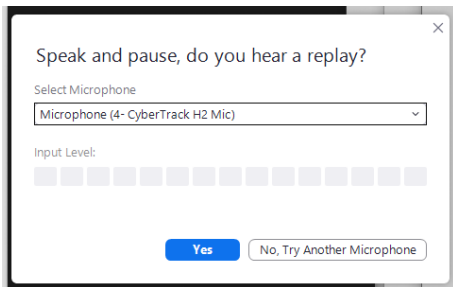 Speak and pause, do you hear a replay?
Select Microphone
Microphone (4- CyberTrack H2 Mic)
Input Level:
Yes
No, Try Another Microphone